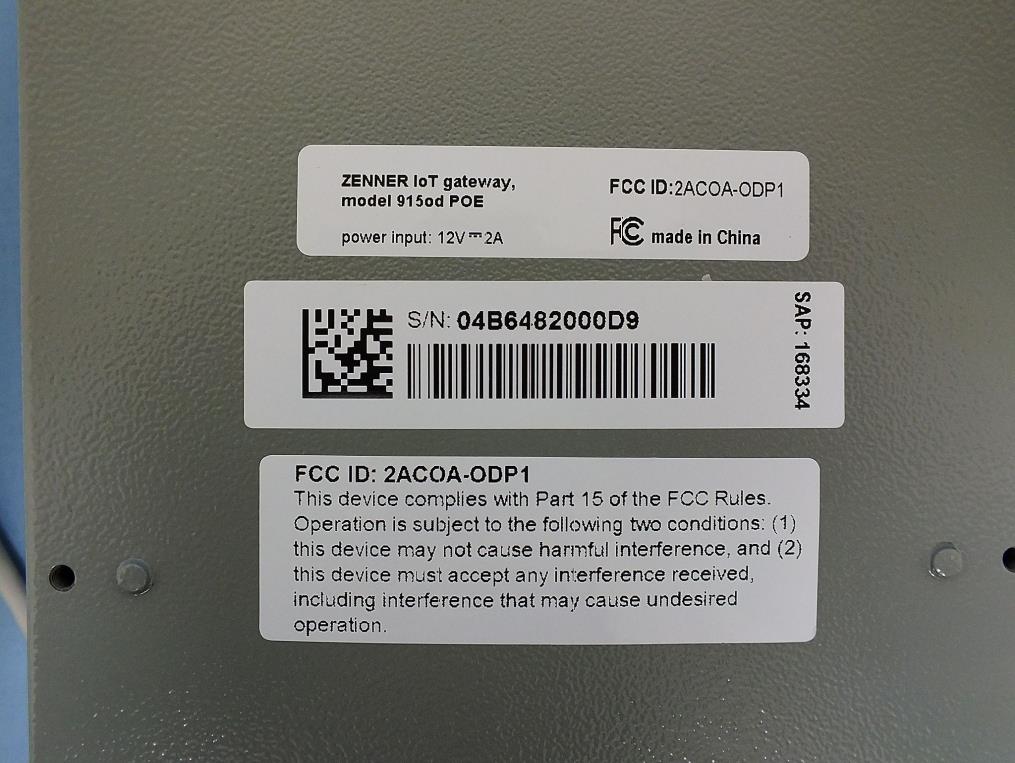 ZENNER IoT gateway,
model 915od POE
power input: 12V⎓2A
FCC ID:2ACOA-ODP1
FC made in China
S/N: 04B6482000D9
SAP: 168334
FCC ID: 2ACOA-ODP1
This device complies with Part 15 of the FCC Rules.
Operation is subject to the following two conditions: (1)
this device may not cause harmful interference, and (2)
this device must accept any interference received,
including interference that may cause undesired
operation.